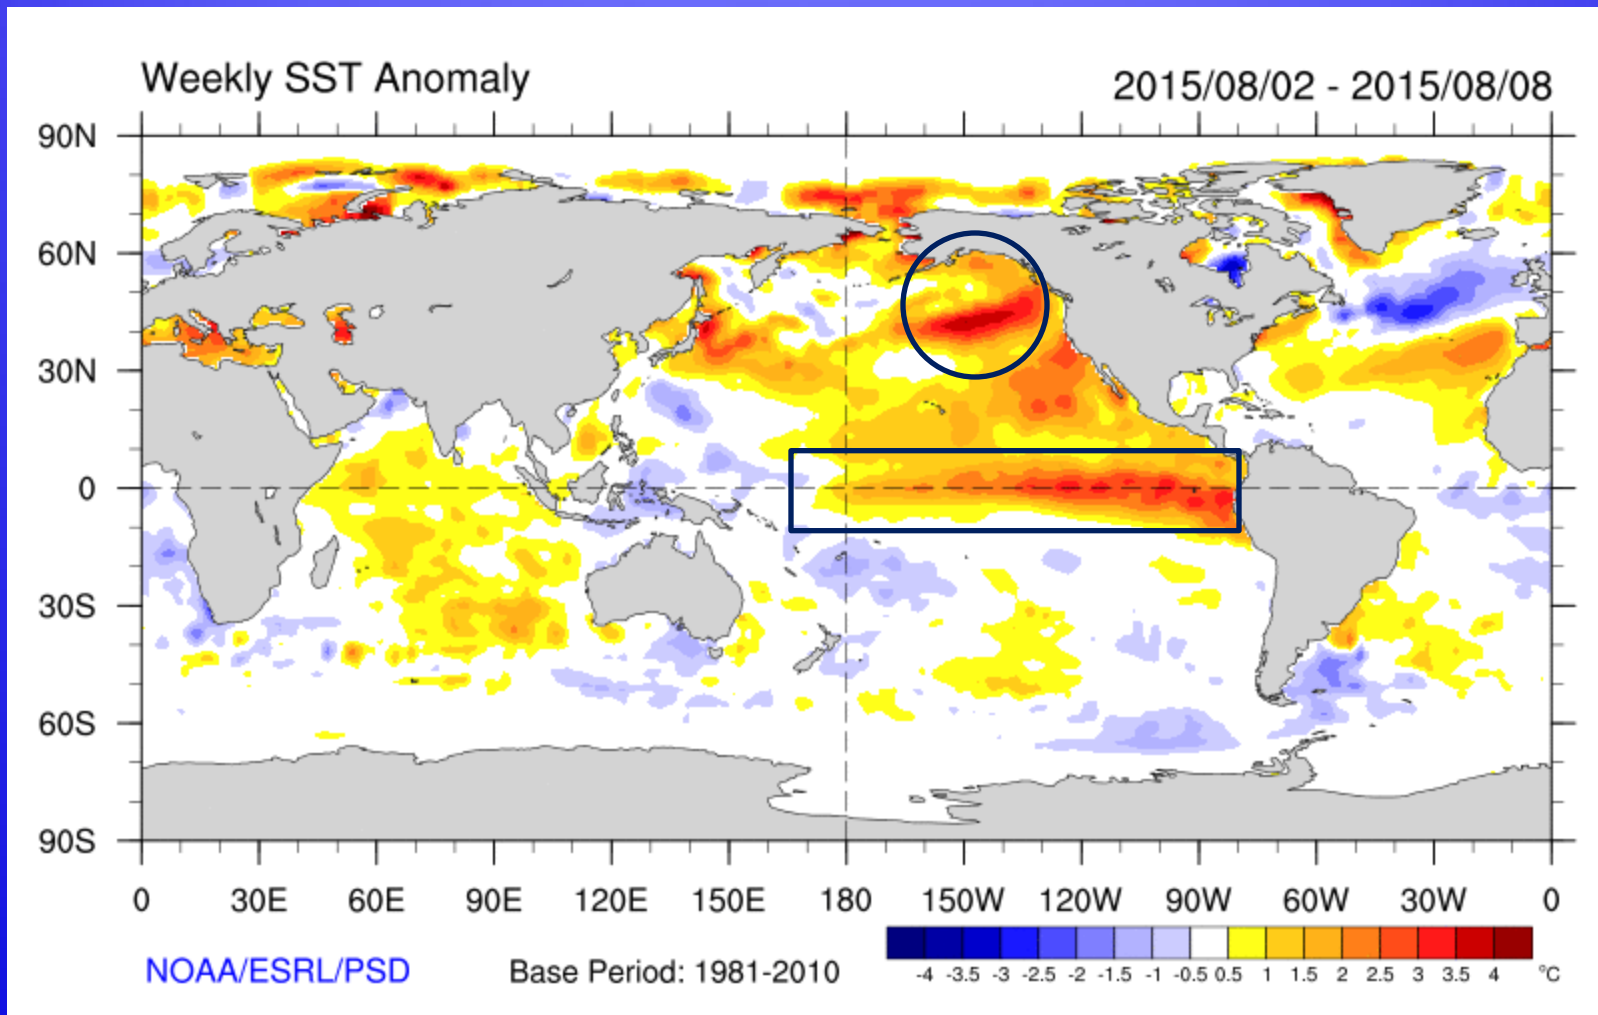 Weekly SST Anomaly
2015/08/02 - 2015/08/08
90N
60N
30N
0
30S
60S
90S
0 30E 60E 90E 120E 150E 180 150W 120W 90W 60W 30W 0
-4 -3.5 -3 -2.5 -2 -1.5 -1 -0.5 0.5 1 1.5 2 2.5 3 3.5 4 °C
NOAA/ESRL/PSD
Base Period: 1981-2010